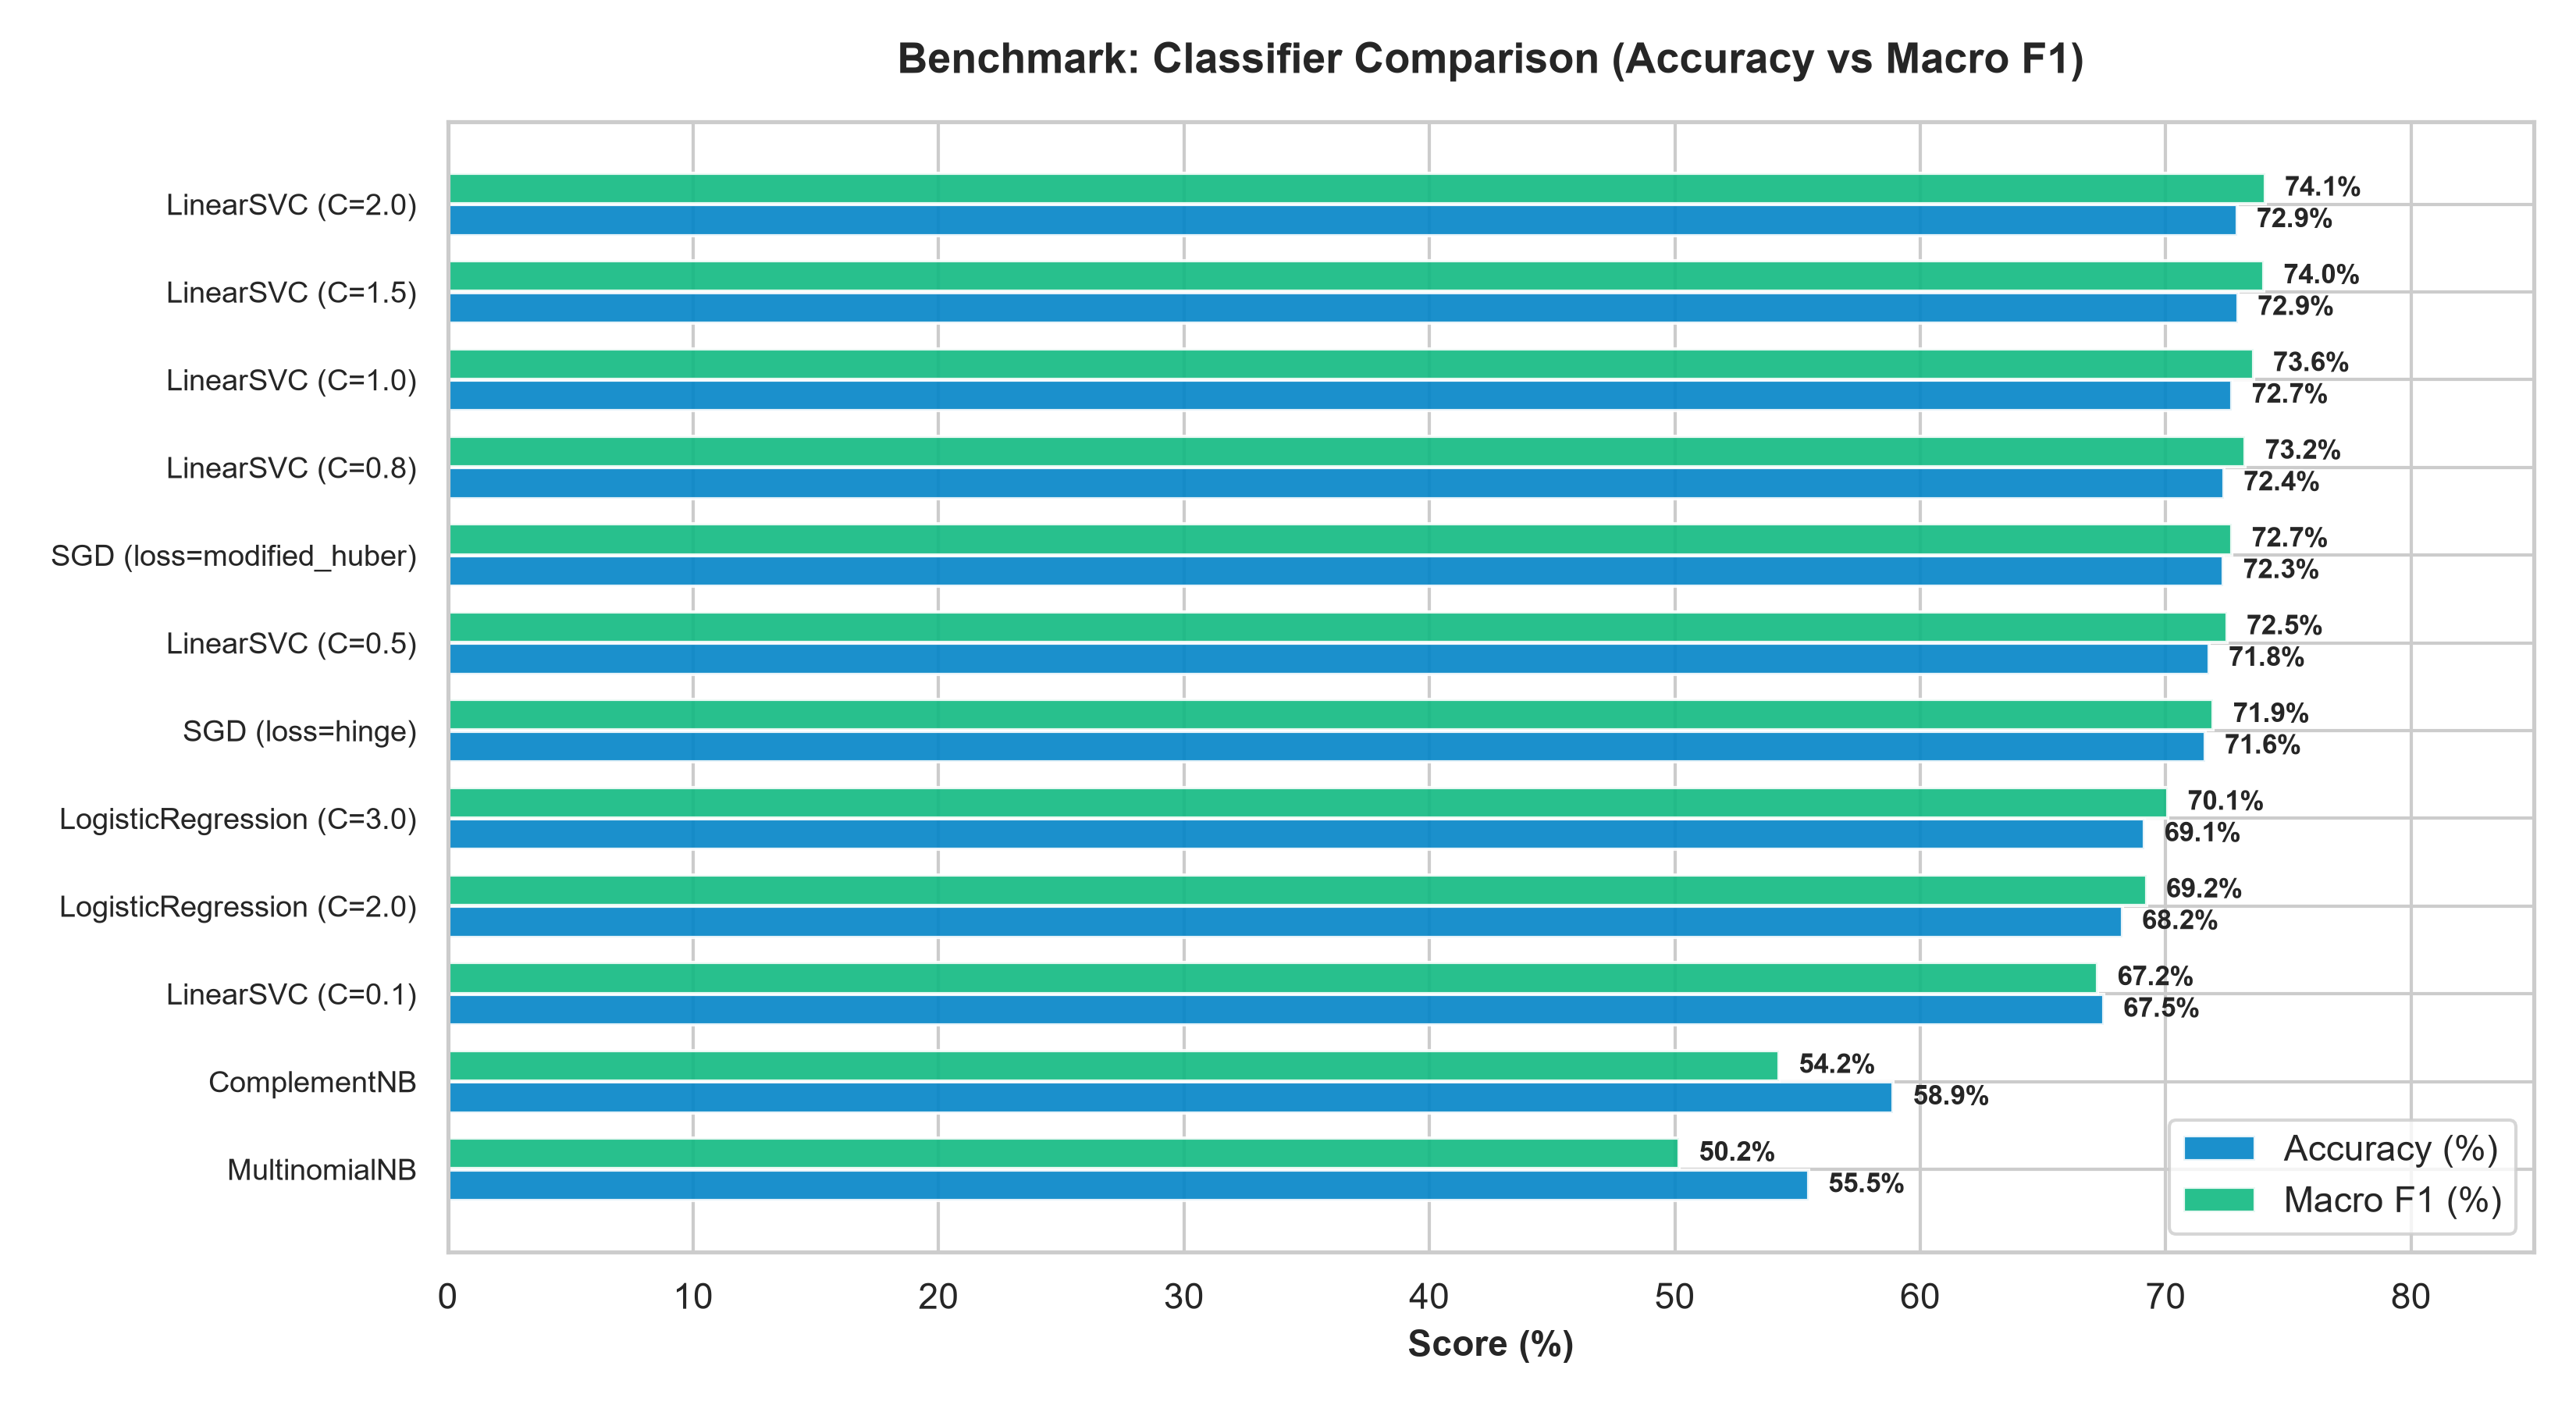 Benchmark: Classifier Comparison (Accuracy vs Macro F1)
LinearSVC (C=2.0)
74.1%
72.9%
LinearSVC (C=1.5)
74.0%
72.9%
LinearSVC (C=1.0)
73.6%
72.7%
LinearSVC (C=0.8)
73.2%
72.4%
SGD (loss=modified_huber)
72.7%
72.3%
LinearSVC (C=0.5)
72.5%
71.8%
SGD (loss=hinge)
71.9%
71.6%
LogisticRegression (C=3.0)
70.1%
69.1%
LogisticRegression (C=2.0)
69.2%
68.2%
LinearSVC (C=0.1)
67.2%
67.5%
ComplementNB
54.2%
58.9%
MultinomialNB
50.2%
55.5%
Accuracy (%)
Macro F1 (%)
0 10 20 30 40 50 60 70 80
Score (%)